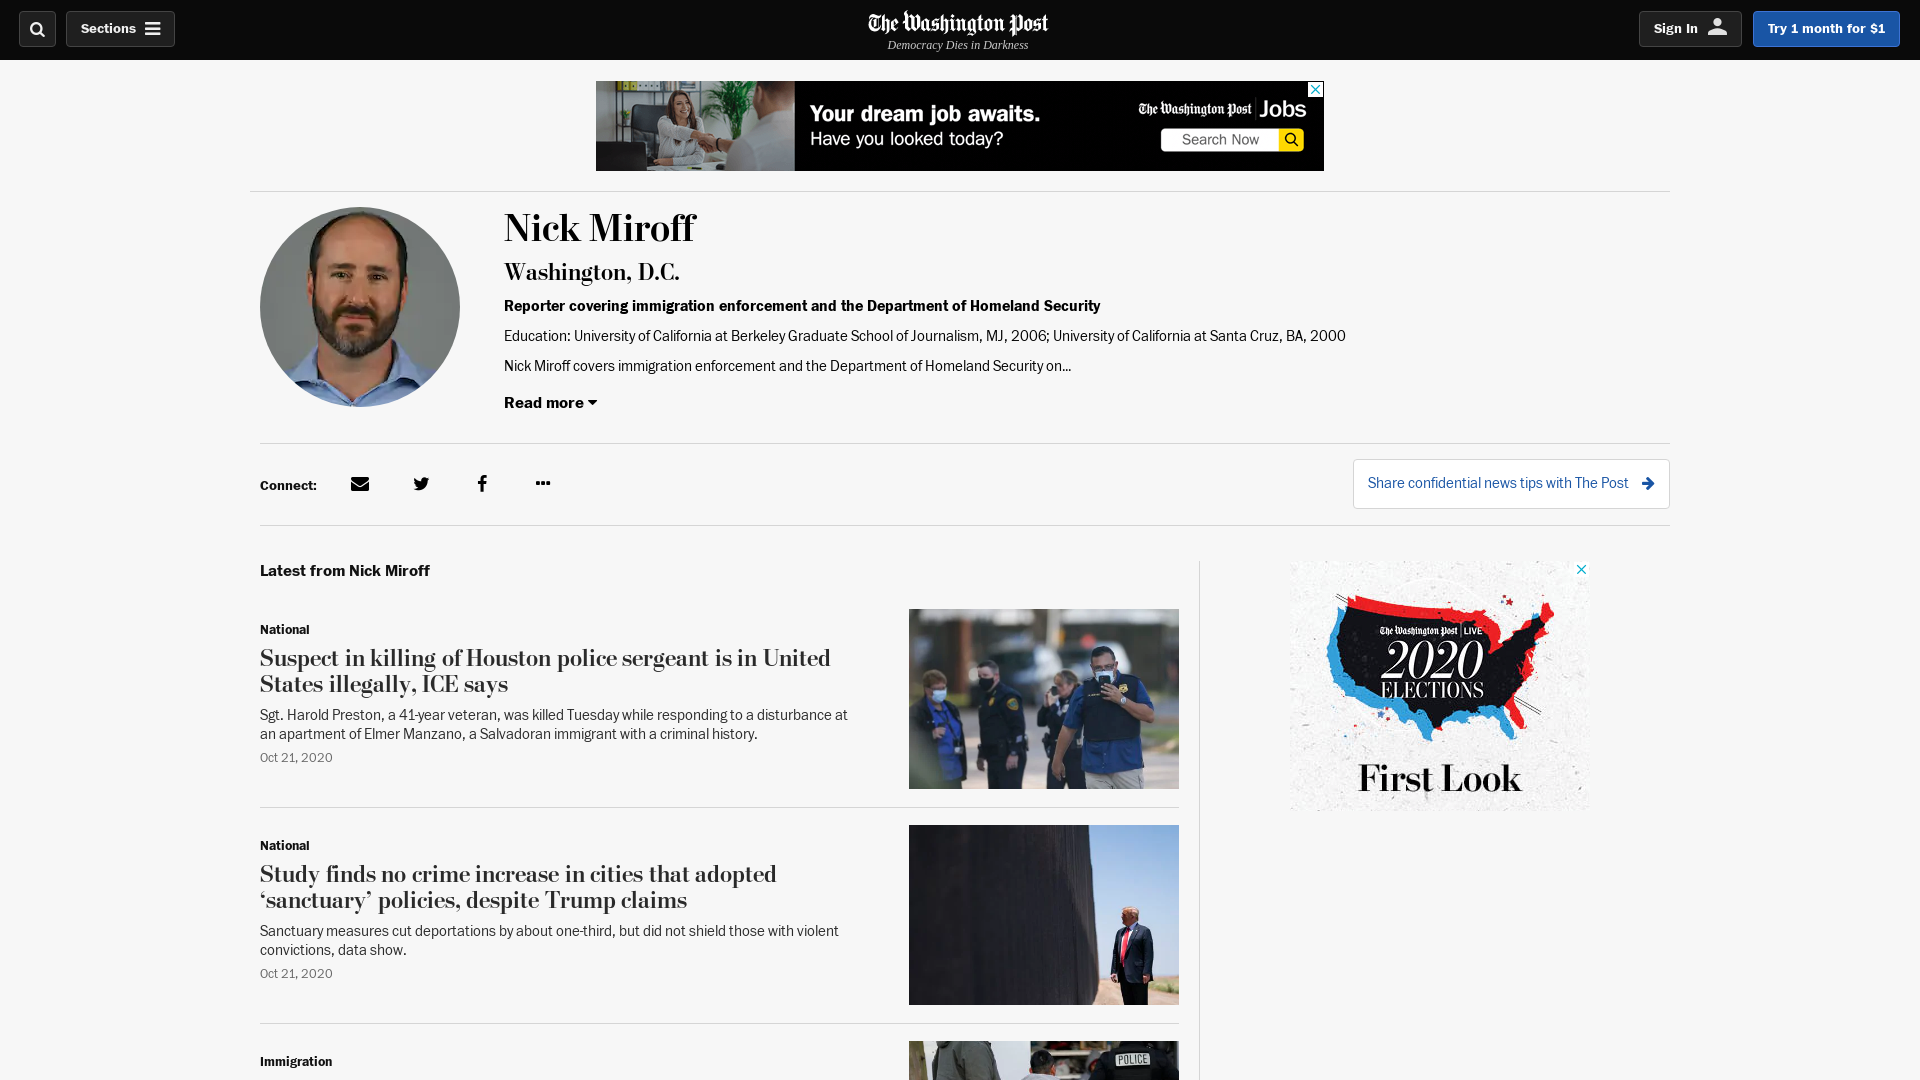 Sections
The Washington Post
Democracy Dies in Darkness
Sign In
Try 1 month for $1
Your dream job awaits.
Have you looked today?
The Washington Post Jobs
Search Now
Nick Miroff
Washington, D.C.
Reporter covering immigration enforcement and the Department of Homeland Security
Education: University of California at Berkeley Graduate School of Journalism, MJ, 2006; University of California at Santa Cruz, BA, 2000
Nick Miroff covers immigration enforcement and the Department of Homeland Security on...
Read more
Connect:
Share confidential news tips with The Post
Latest from Nick Miroff
National
Suspect in killing of Houston police sergeant is in United
States illegally, ICE says
Sgt. Harold Preston, a 41-year veteran, was killed Tuesday while responding to a disturbance at
an apartment of Elmer Manzano, a Salvadoran immigrant with a criminal history.
Oct 21, 2020
The Washington Post LIVE
2020
ELECTIONS
First Look
National
Study finds no crime increase in cities that adopted
‘sanctuary’ policies, despite Trump claims
Sanctuary measures cut deportations by about one-third, but did not shield those with violent
convictions, data show.
Oct 21, 2020
Immigration
POLICE